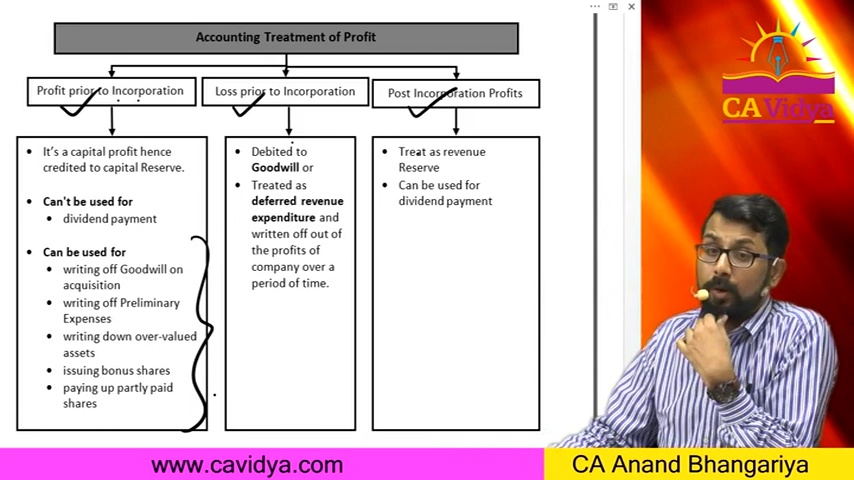 Accounting Treatment of Profit
Profit prior to Incorporation
Loss prior to Incorporation
Post Incorporation Profits
• It's a capital profit hence
credited to capital Reserve.
• Can't be used for
• dividend payment
• Can be used for
• writing off Goodwill on
acquisition
• writing off Preliminary
Expenses
• writing down over-valued
assets
• issuing bonus shares
• paying up partly paid
shares
• Debited to
Goodwill or
• Treated as
deferred revenue
expenditure and
written off out of
the profits of
company over a
period of time.
• Treat as revenue
Reserve
• Can be used for
dividend payment
CA Vidya
www.cavidya.com
CA Anand Bhangariya